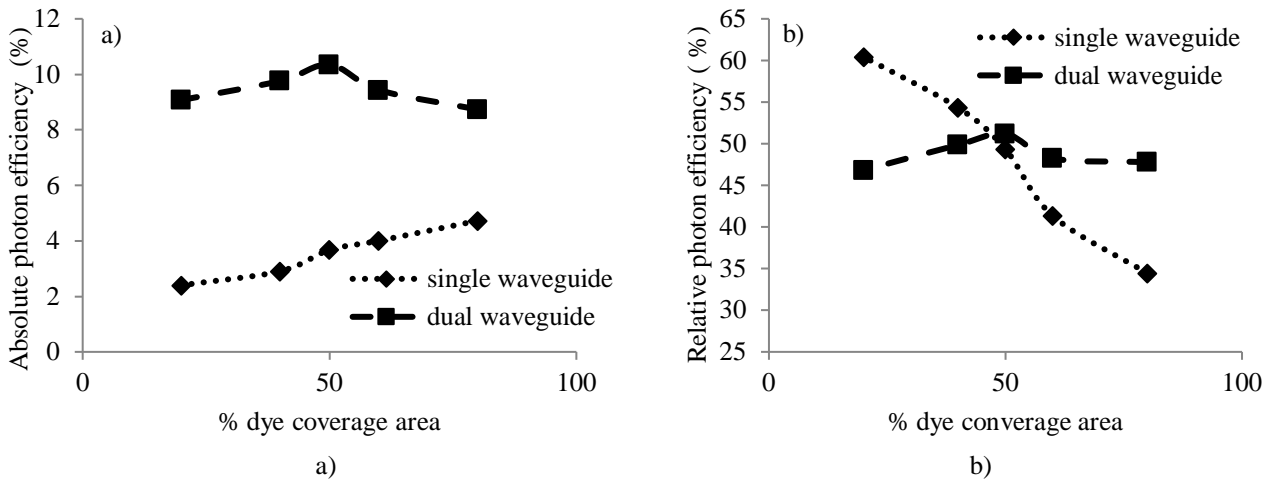 Absolute photon efficiency (%)
12
10
8
6
4
2
0
a)
single waveguide
dual waveguide
0
50
100
% dye coverage area
a)
Relative photon efficiency ( %)
65
60
55
50
45
40
35
30
25
b)
single waveguide
dual waveguide
0
50
100
% dye converage area
b)